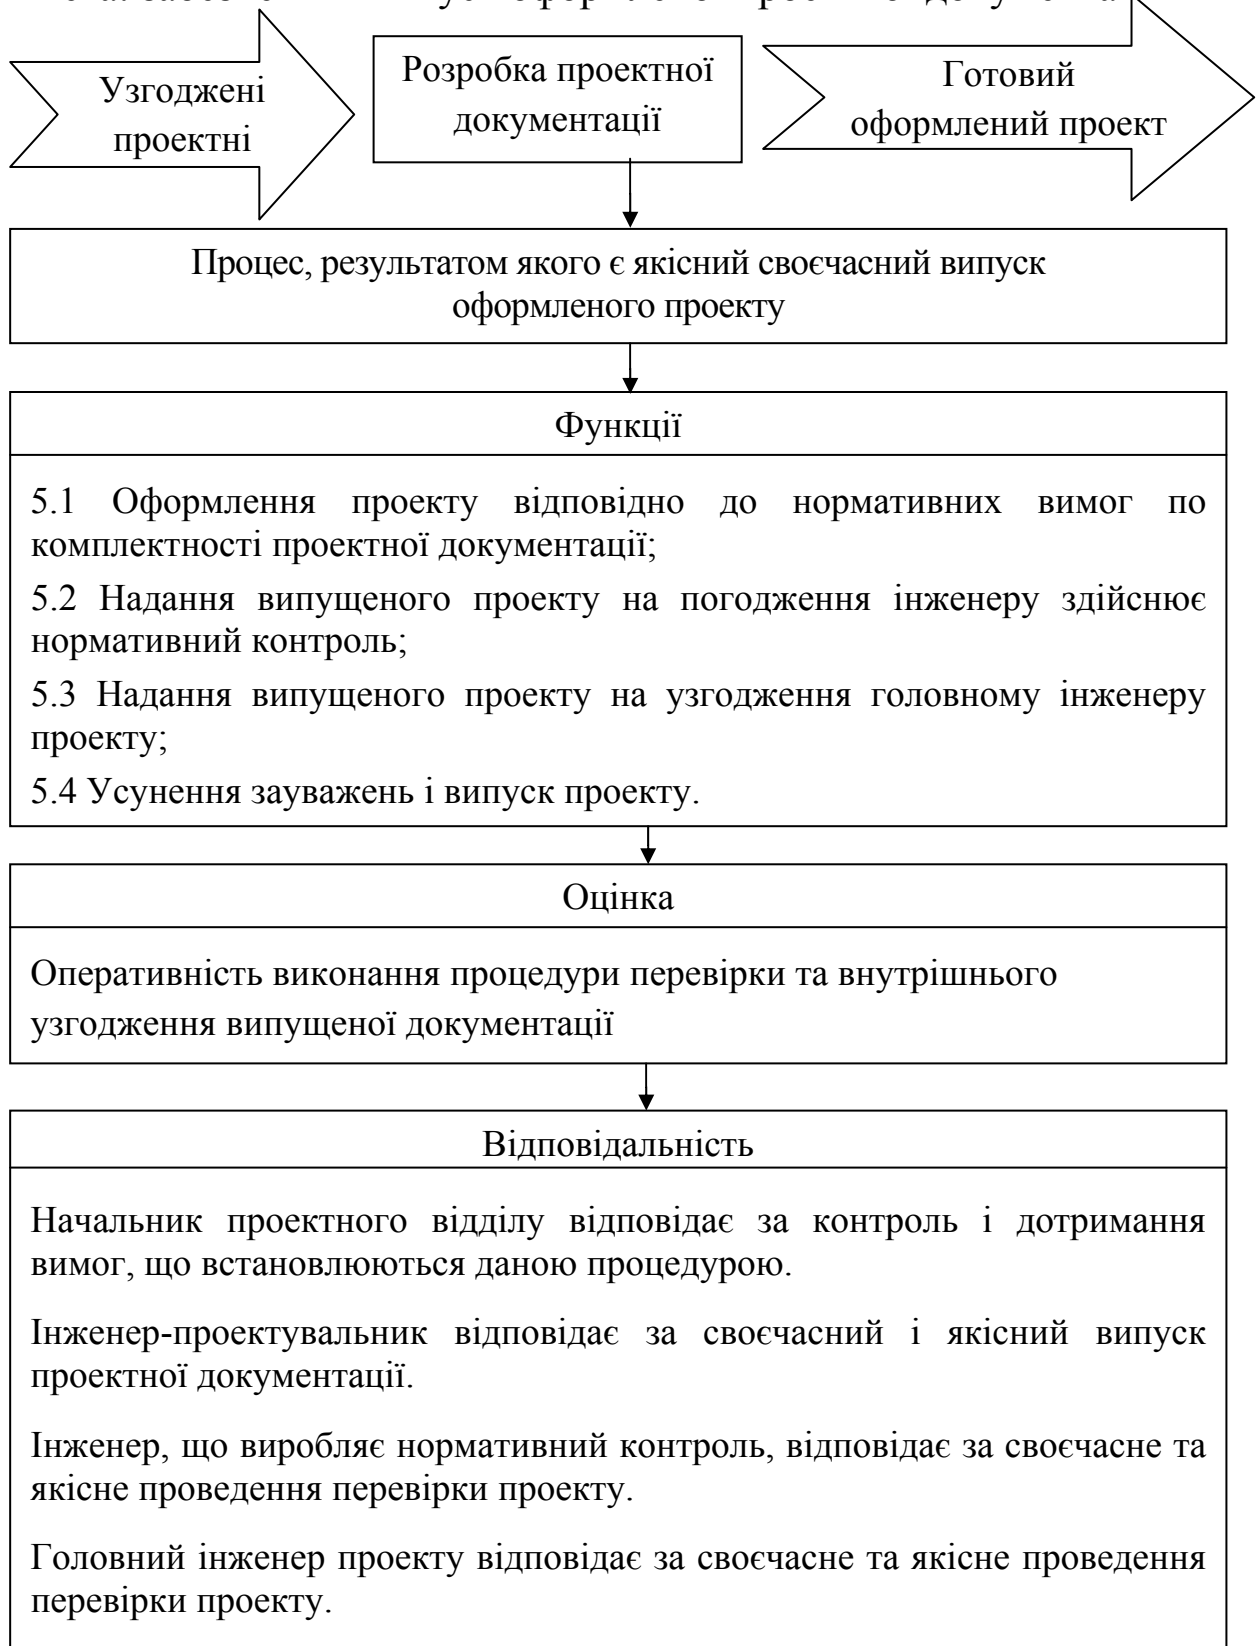 Узгоджені
проектні
Розробка проектної
документації
Готовий
оформлений проект
Процес, результатом якого є якісний своєчасний випуск
оформленого проекту
Функції
5.1 Оформлення проекту відповідно до нормативних вимог по
комплектності проектної документації;
5.2 Надання випущеного проекту на погодження інженеру здійснює
нормативний контроль;
5.3 Надання випущеного проекту на узгодження головному інженеру
проекту;
5.4 Усунення зауважень і випуск проекту.
Оцінка
Оперативність виконання процедури перевірки та внутрішнього
узгодження випущеної документації
Відповідальність
Начальник проектного відділу відповідає за контроль і дотримання
вимог, що встановлюються даною процедурою.
Інженер-проектувальник відповідає за своєчасний і якісний випуск
проектної документації.
Інженер, що виробляє нормативний контроль, відповідає за своєчасне та
якісне проведення перевірки проекту.
Головний інженер проекту відповідає за своєчасне та якісне проведення
перевірки проекту.